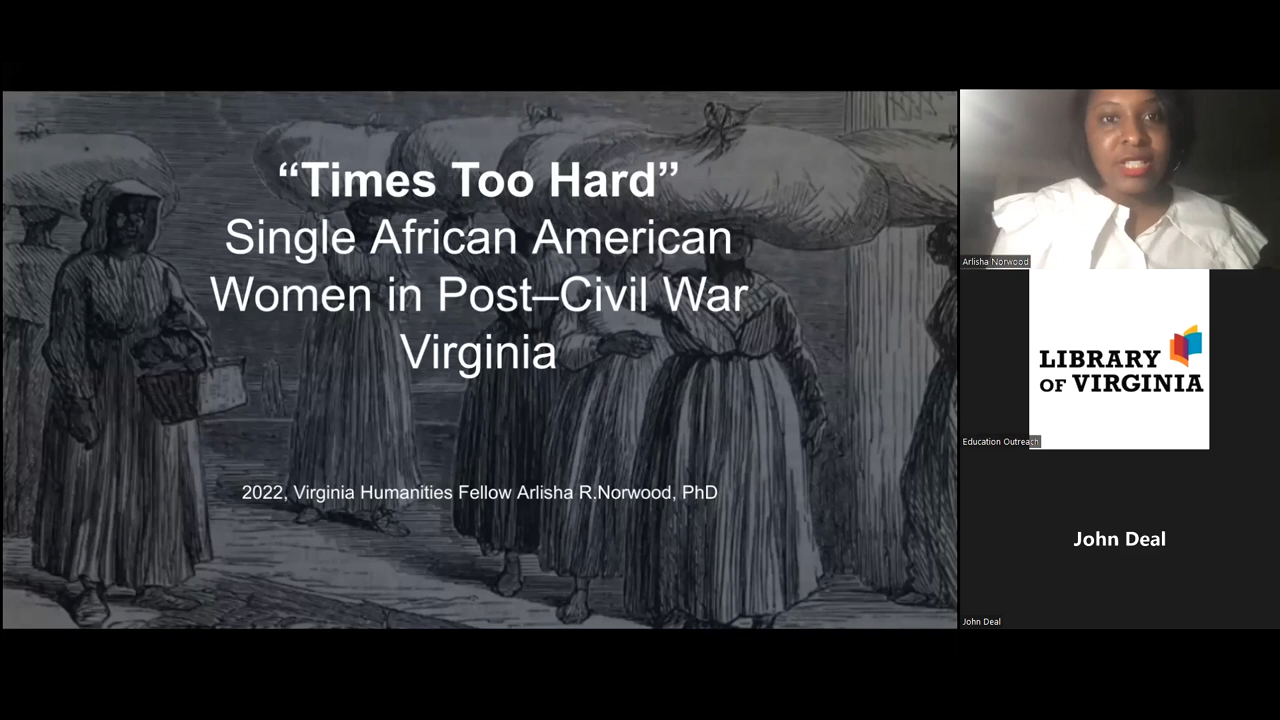 “Times Too Hard”
Single African American
Women in Post–Civil War
Virginia
2022, Virginia Humanities Fellow Arlisha R.Norwood, PhD
Arlisha Norwood
LIBRARY
OF VIRGINIA
Education Outreach
John Deal
John Deal